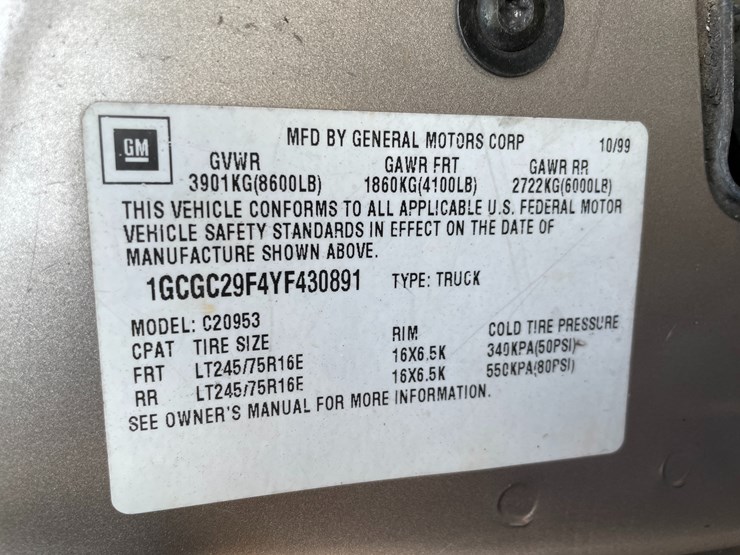 GM
MFD BY GENERAL MOTORS CORP 10/99
GVWR GAWR FRT GAWR RR
3901KG(8600LB) 1860KG(4100LB) 2722KG(6000LB)
THIS VEHICLE CONFORMS TO ALL APPLICABLE U.S. FEDERAL MOTOR
VEHICLE SAFETY STANDARDS IN EFFECT ON THE DATE OF
MANUFACTURE SHOWN ABOVE.
1GCGC29F4YF430891 TYPE: TRUCK
MODEL: C20953
CPAT TIRE SIZE RIM COLD TIRE PRESSURE
FRT LT245/75R16E 16X6.5K 340KPA(50PSI)
RR LT245/75R16E 16X6.5K 550KPA(80PSI)
SEE OWNER'S MANUAL FOR MORE INFORMATION.